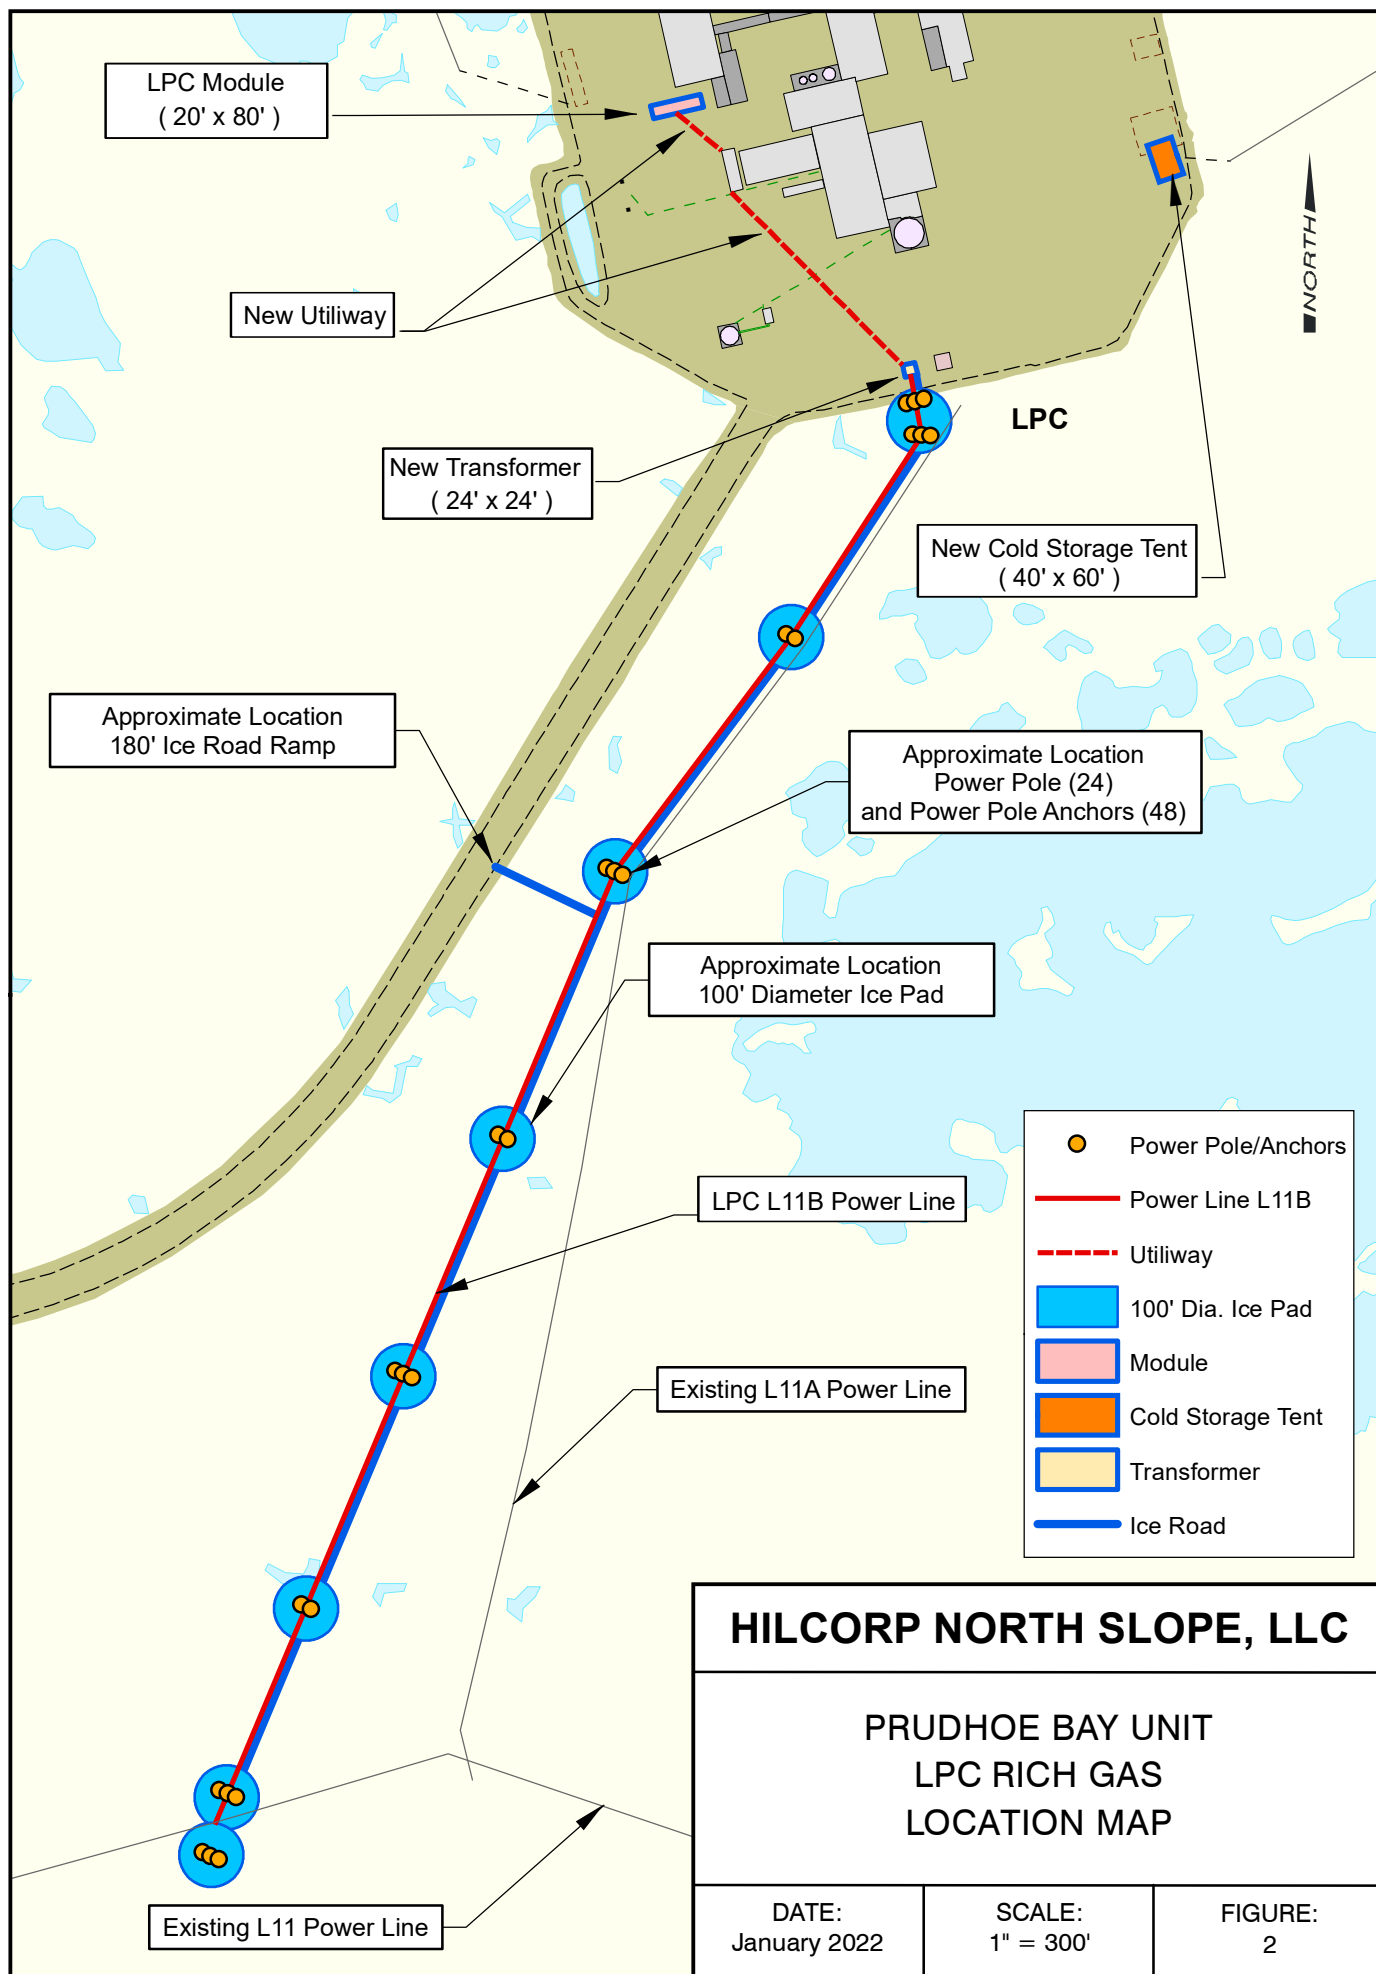 LPC Module
( 20' x 80' )
New Utiliway
NORTH
LPC
New Transformer
( 24' x 24' )
New Cold Storage Tent
( 40' x 60' )
Approximate Location
180' Ice Road Ramp
Approximate Location
Power Pole (24)
and Power Pole Anchors (48)
Approximate Location
100' Diameter Ice Pad
LPC L11B Power Line
Existing L11A Power Line
Existing L11 Power Line
Power Pole/Anchors
Power Line L11B
Utiliway
100' Dia. Ice Pad
Module
Cold Storage Tent
Transformer
Ice Road
HILCORP NORTH SLOPE, LLC
PRUDHOE BAY UNIT
LPC RICH GAS
LOCATION MAP
DATE:
January 2022
SCALE:
1" = 300'
FIGURE:
2